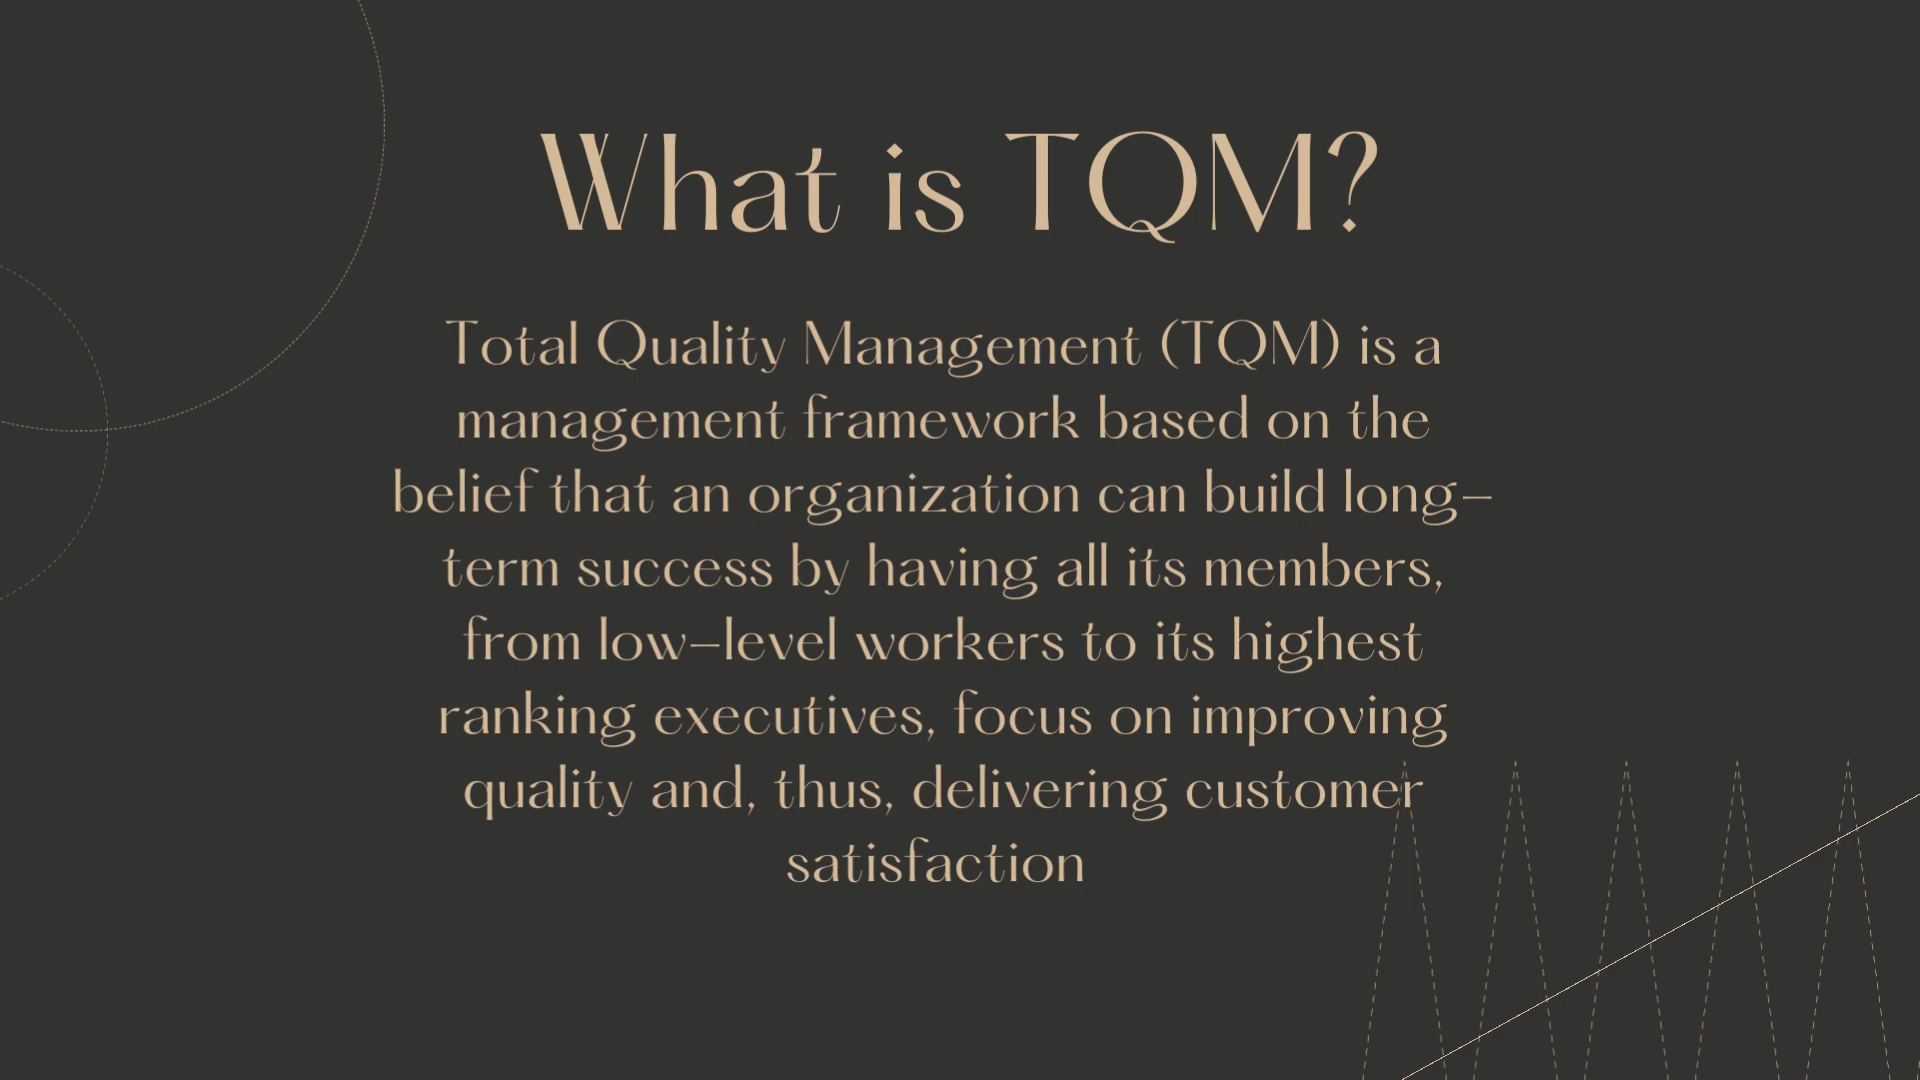 What is TQM?
Total Quality Management (TQM) is a
management framework based on the
belief that an organization can build long-
term success by having all its members,
from low-level workers to its highest
ranking executives, focus on improving
quality and, thus, delivering customer
satisfaction